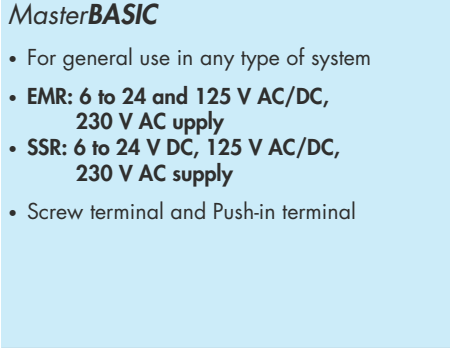 MasterBASIC
• For general use in any type of system
• EMR: 6 to 24 and 125 V AC/DC,
230 V AC upply
• SSR: 6 to 24 V DC, 125 V AC/DC,
230 V AC supply
• Screw terminal and Push-in terminal